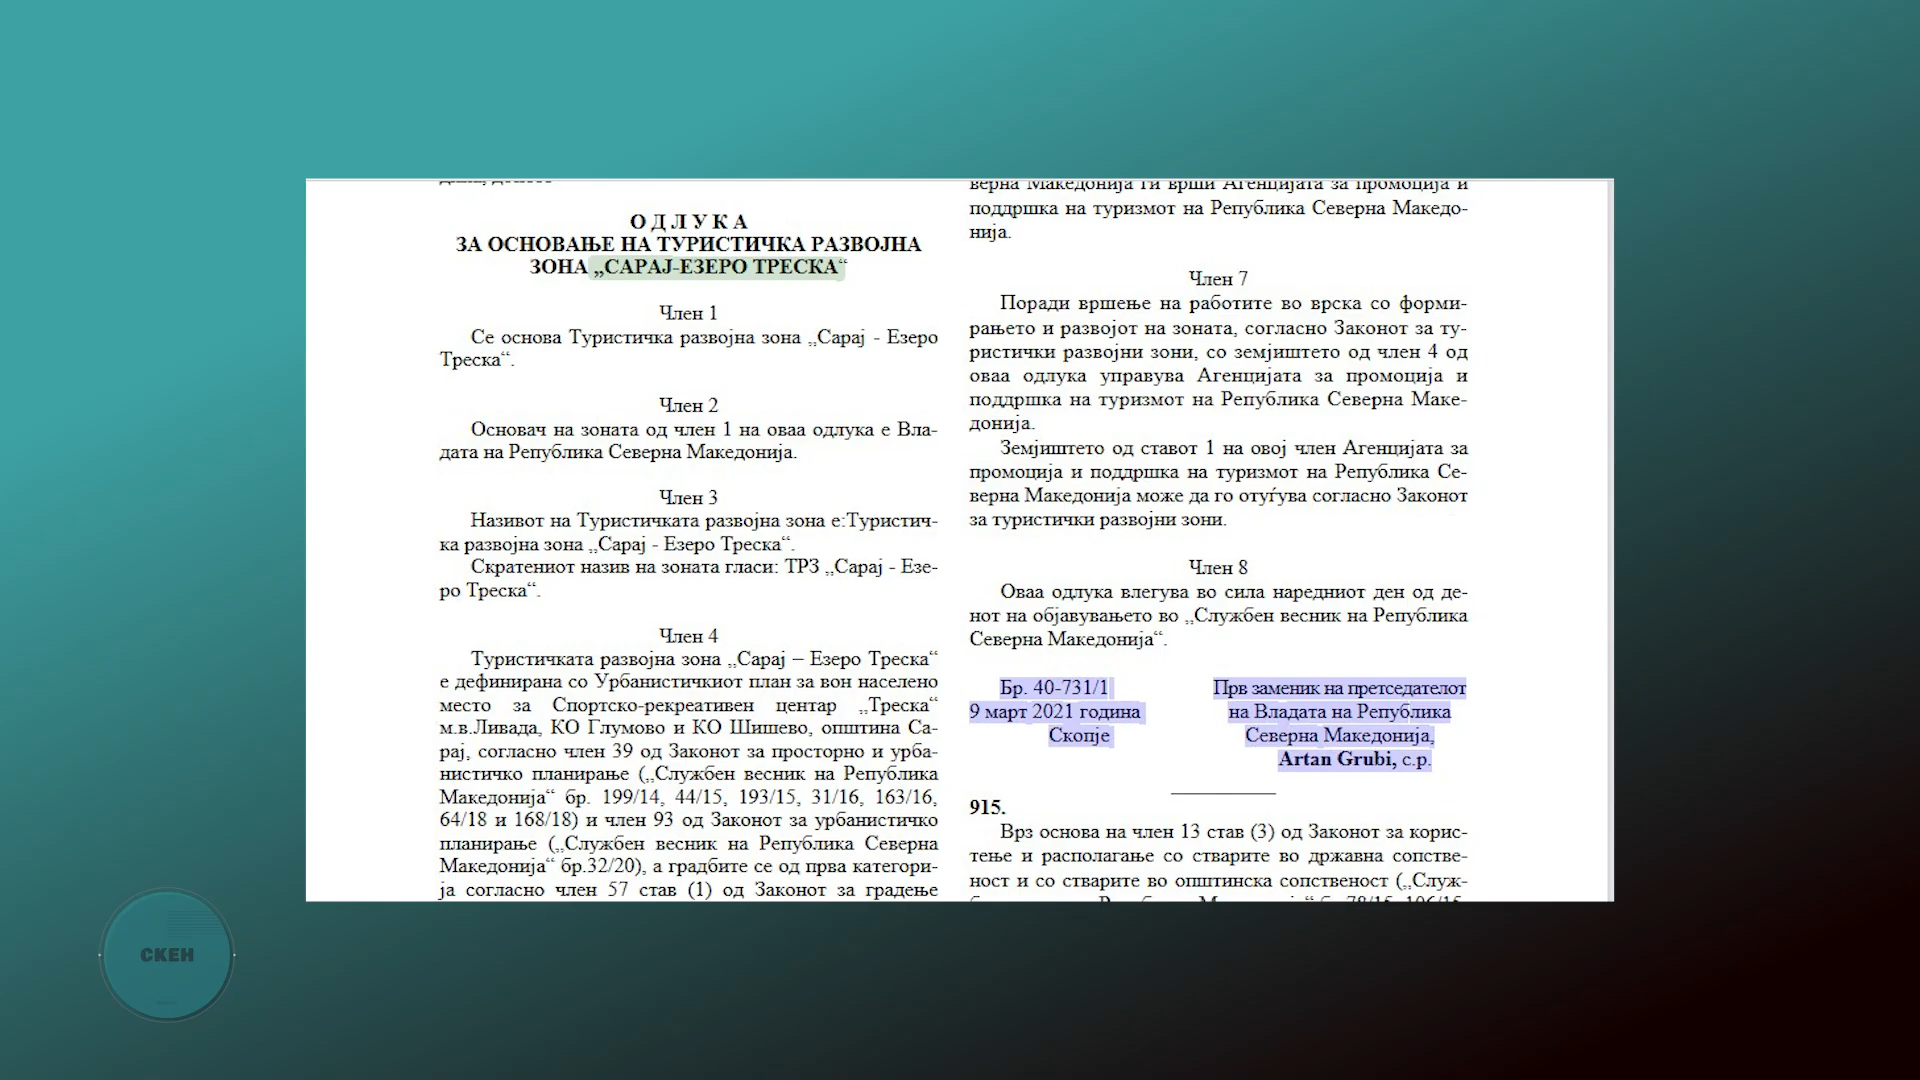 О Д Л У К А
ЗА ОСНОВАЊЕ НА ТУРИСТИЧКА РАЗВОЈНА
ЗОНА „САРАЈ-ЕЗЕРО ТРЕСКА“
Член 1
Се основа Туристичка развојна зона „Сарај - Езеро
Треска“.
Член 2
Основач на зоната од член 1 на оваа одлука е Вла-
дата на Република Северна Македонија.
Член 3
Називот на Туристичката развојна зона е:Туристич-
ка развојна зона „Сарај - Езеро Треска“.
Скратениот назив на зоната гласи: ТРЗ „Сарај - Езе-
ро Треска“.
Член 4
Туристичката развојна зона „Сарај – Езеро Треска“
е дефинирана со Урбанистичкиот план за вон населено
место за Спортско-рекреативен центар „Треска“
м.в.Ливада, КО Глумово и КО Шишево, општина Са-
рај, согласно член 39 од Законот за просторно и урба-
нистичко планирање („Службен весник на Република
Македонија“ бр. 199/14, 44/15, 193/15, 31/16, 163/16,
64/18 и 168/18) и член 93 од Законот за урбанистичко
планирање („Службен весник на Република Северна
Македонија“ бр.32/20), а градбите се од прва категори-
ја согласно член 57 став (1) од Законот за градење
верна Македонија ги врши Агенцијата за промоција и
поддршка на туризмот на Република Северна Македо-
нија.
Член 7
Поради вршење на работите во врска со форми-
рањето и развојот на зоната, согласно Законот за ту-
ристички развојни зони, со земјиштето од член 4 од
оваа одлука управува Агенцијата за промоција и
поддршка на туризмот на Република Северна Маке-
донија.
Земјиштето од ставот 1 на овој член Агенцијата за
промоција и поддршка на туризмот на Република Се-
верна Македонија може да го отуѓува согласно Законот
за туристички развојни зони.
Член 8
Оваа одлука влегува во сила наредниот ден од де-
нот на објавувањето во „Службен весник на Република
Северна Македонија“.
Бр. 40-731/1 Прв заменик на претседателот
9 март 2021 година на Владата на Република
Скопје Северна Македонија,
Artan Grubi, с.р.
915.
Врз основа на член 13 став (3) од Законот за корис-
тење и располагање со стварите во државна сопстве-
ност и со стварите во општинска сопственост („Служ-
СКЕН